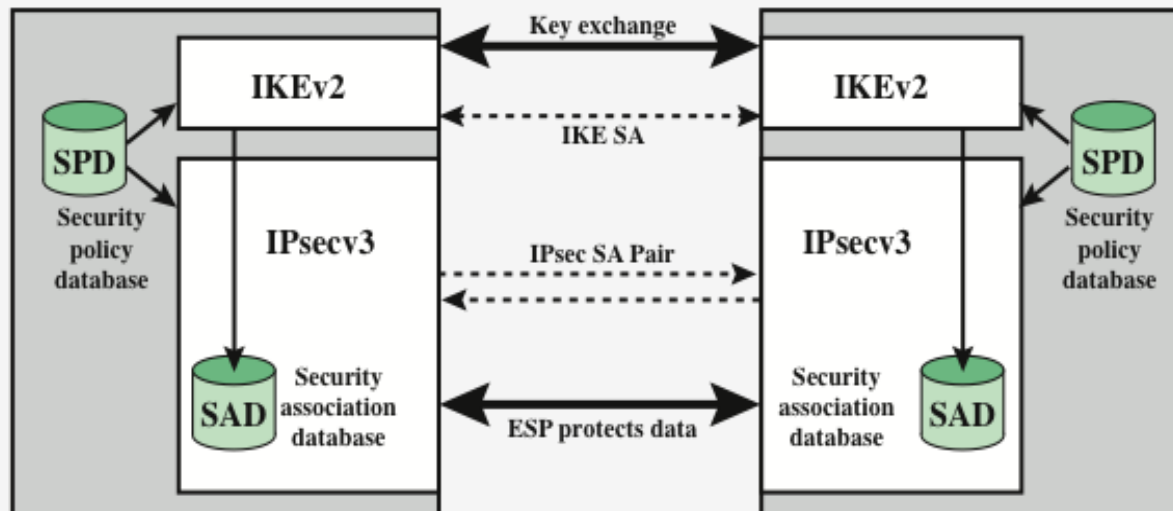 Key exchange
IKEv2
IKEv2
IKE SA
SPD
Security
policy
database
SPD
Security
policy
database
IPsecv3
IPsec SA Pair
IPsecv3
SAD
Security
association
database
ESP protects data
Security
association
database
SAD